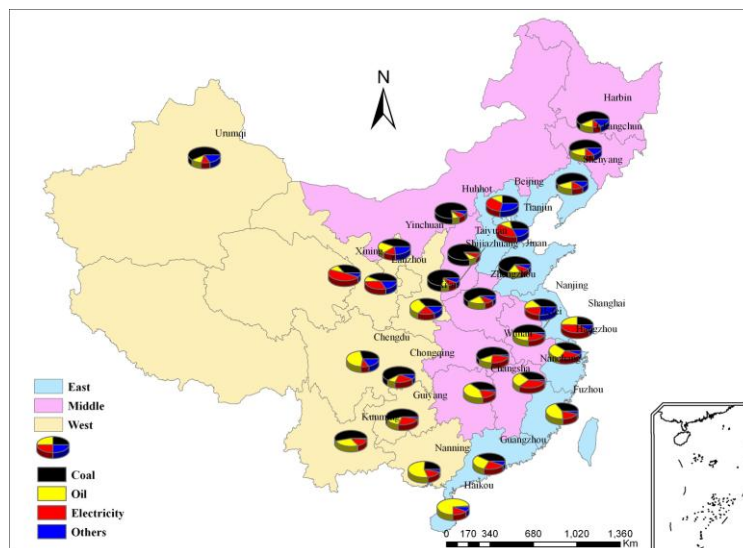 N
Harbin
Urumqi
Shenyang
Huhhot
Beijing
Tianjin
Yinchuan
Taiyuan
Shijiazhuang
Jinan
Xining
Lanzhou
Zhengzhou
Nanjing
Shanghai
Hangzhou
Wuhan
Chengdu
Chongqing
Nanchang
Changsha
Guiyang
Fuzhou
Kunming
Guangzhou
Nanning
Haikou
East
Middle
West
Coal
Oil
Electricity
Others
0 170 340 680 1,020 1,360
Km